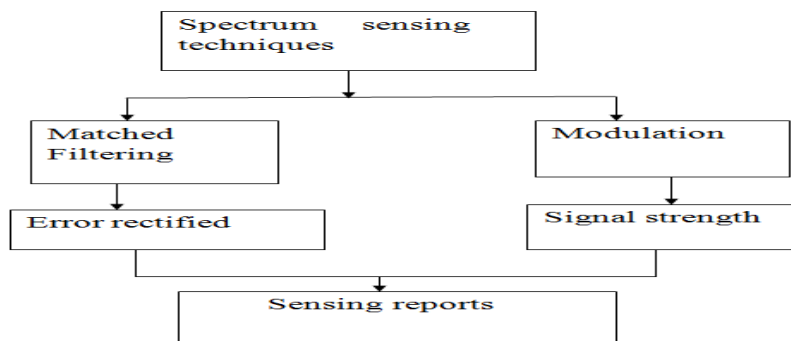 Spectrum sensing
techniques
Matched
Filtering
Modulation
Error rectified
Signal strength
Sensing reports